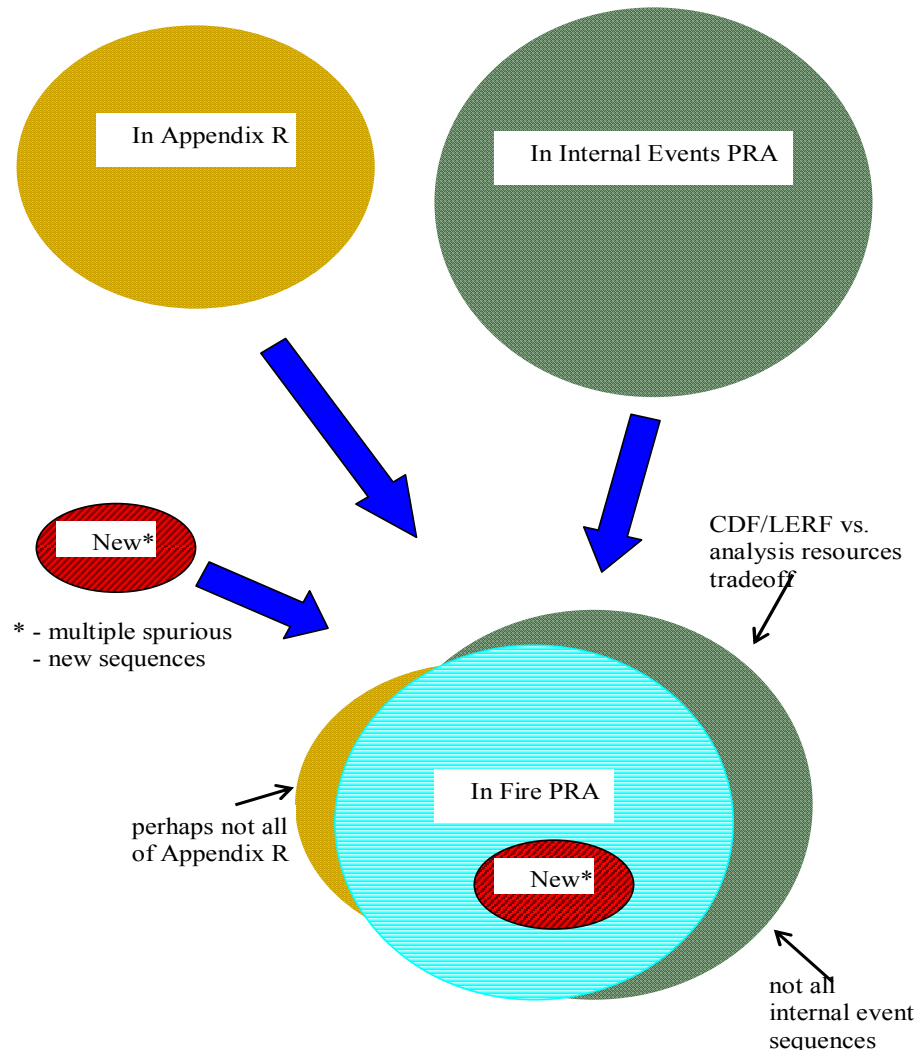 In Appendix R
In Internal Events PRA
CDF/LERF vs.
analysis resources
tradeoff
New*
* - multiple spurious
- new sequences
In Fire PRA
perhaps not all
of Appendix R
New*
not all
internal event
sequences